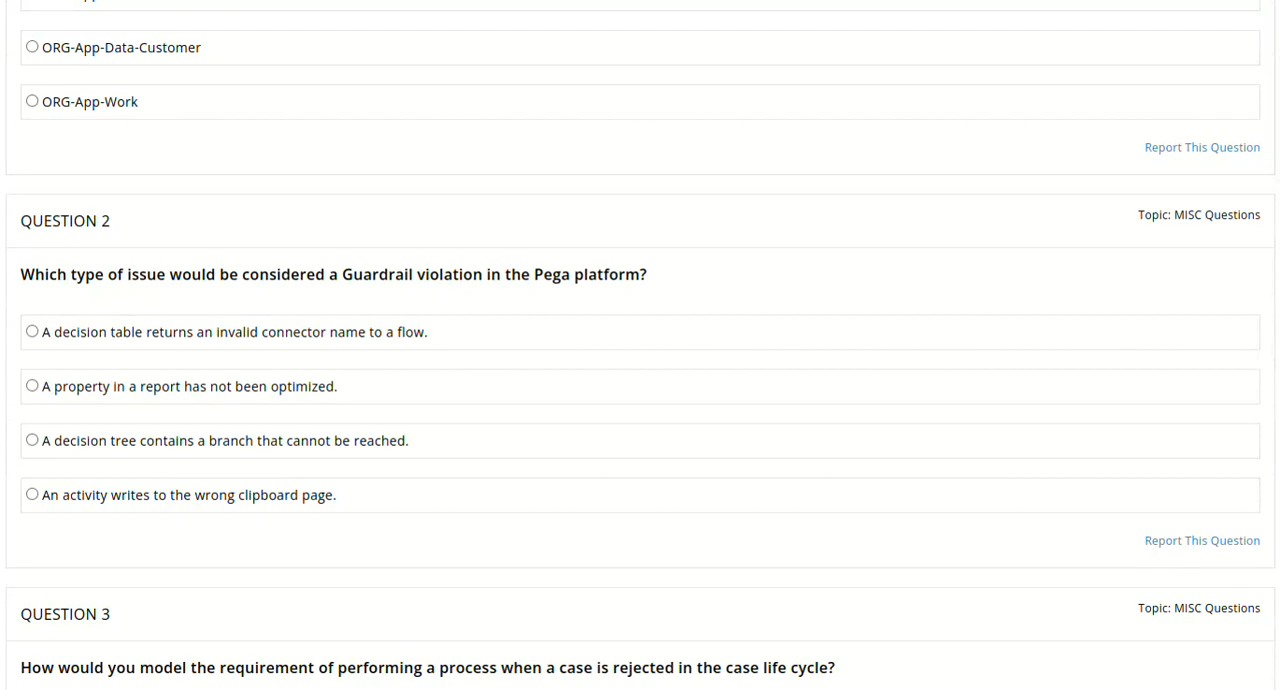 ORG-App-Data-Customer
ORG-App-Work
Report This Question
QUESTION 2
Topic: MISC Questions
Which type of issue would be considered a Guardrail violation in the Pega platform?
A decision table returns an invalid connector name to a flow.
A property in a report has not been optimized.
A decision tree contains a branch that cannot be reached.
An activity writes to the wrong clipboard page.
Report This Question
QUESTION 3
Topic: MISC Questions
How would you model the requirement of performing a process when a case is rejected in the case life cycle?